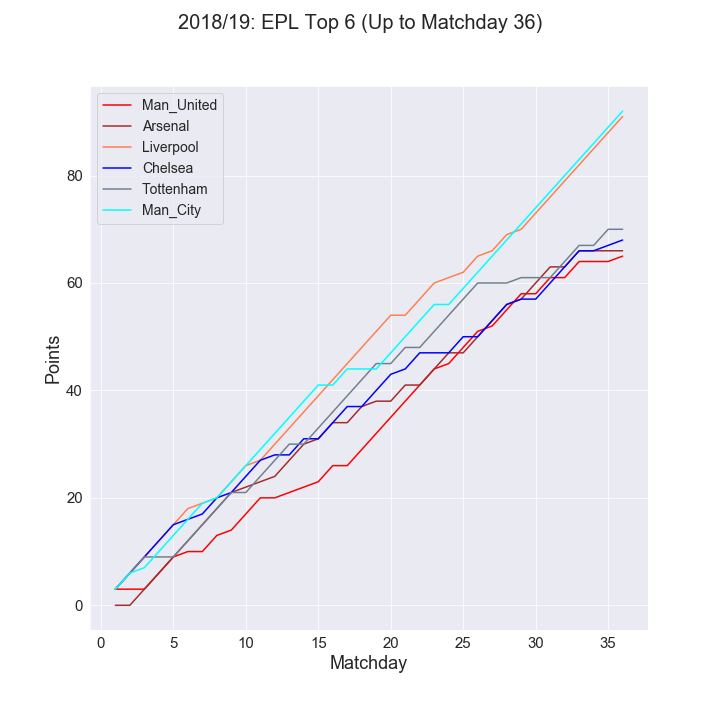 2018/19: EPL Top 6 (Up to Matchday 36)
Man_United
Arsenal
Liverpool
Chelsea
Tottenham
Man_City
80
60
40
20
0
Points
0 5 10 15 20 25 30 35
Matchday